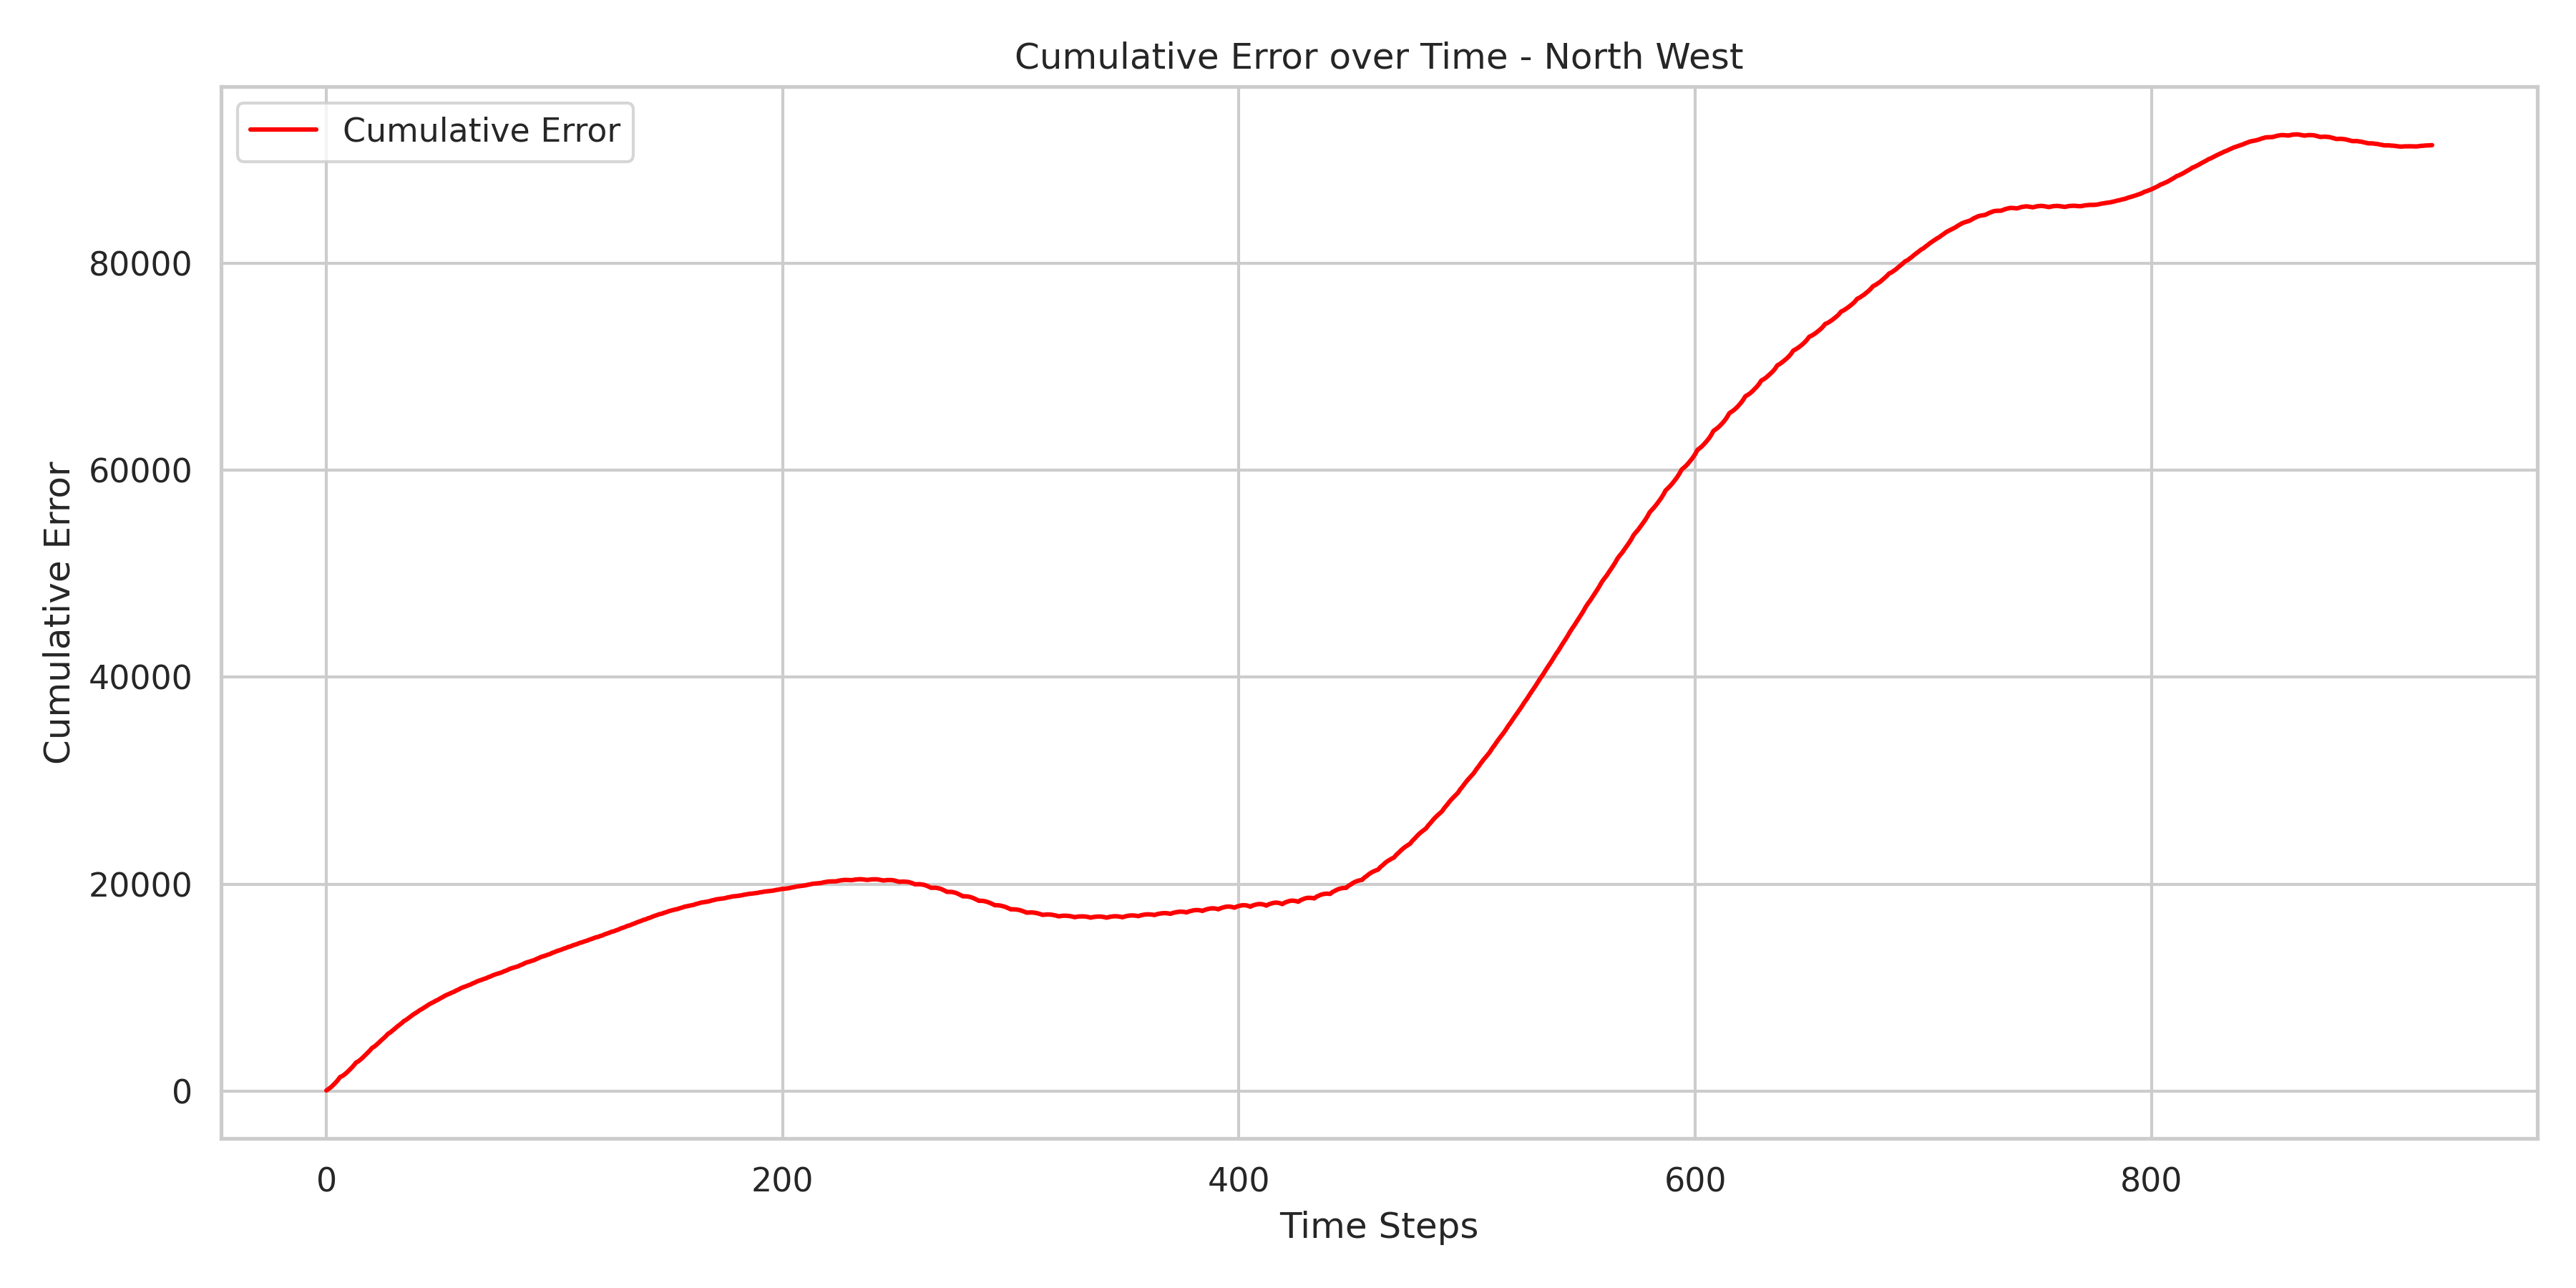 Cumulative Error over Time - North West
Cumulative Error
Cumulative Error
80000
60000
40000
20000
0
0 200 400 600 800
Time Steps